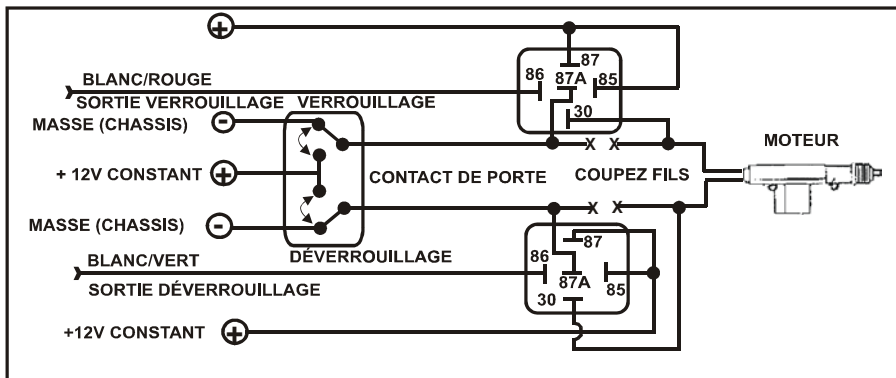 +
87
BLANC/ROUGE
86
87A
85
SORTIE VERROUILLAGE
VERROUILLAGE
30
MASSE (CHASSIS)
-
MOTEUR
X X
+ 12V CONSTANT
+
CONTACT DE PORTE
COUPEZ FILS
X X
MASSE (CHASSIS)
-
87
DÉVERROUILLAGE
86
BLANC/VERT
87A
85
SORTIE DÉVERROUILLAGE
30
+12V CONSTANT
+